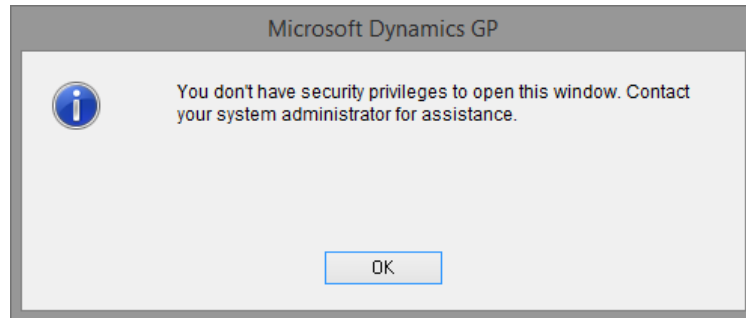 Microsoft Dynamics GP
You don't have security privileges to open this window. Contact
your system administrator for assistance.
OK